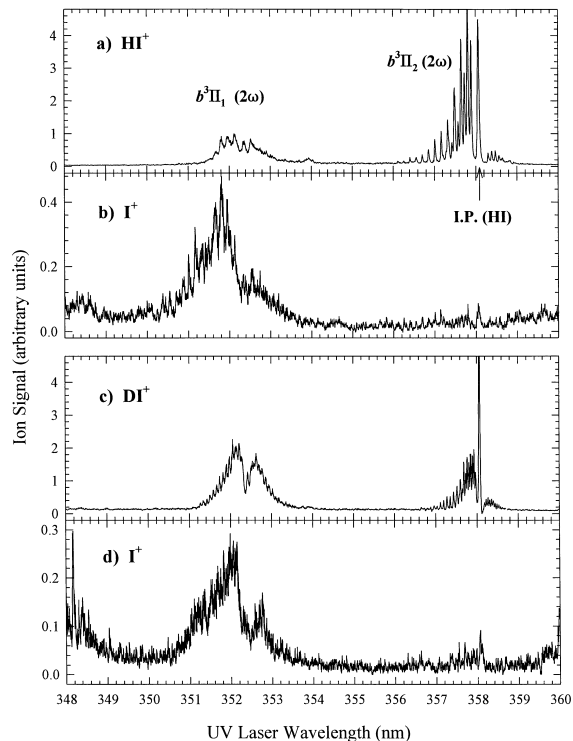 a) HI⁺
b³Π₁ (2ω)
b³Π₂ (2ω)
4
3
2
1
0
b) I⁺
I.P. (HI)
0.4
0.2
0.0
Ion Signal (arbitrary units)
c) DI⁺
4
3
2
1
0
d) I⁺
0.3
0.2
0.1
0.0
348 349 350 351 352 353 354 355 356 357 358 359 360
UV Laser Wavelength (nm)